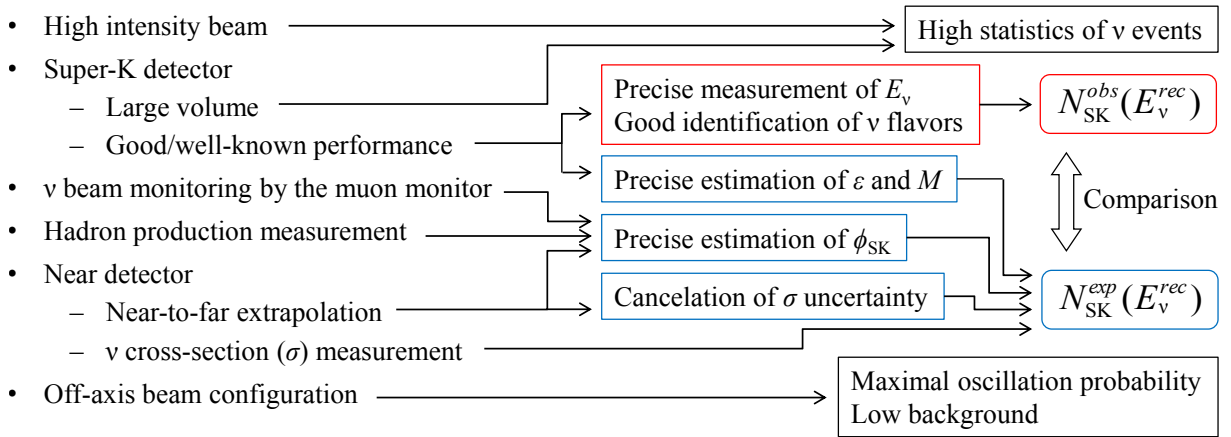 • High intensity beam
High statistics of ν events
• Super-K detector
– Large volume
– Good/well-known performance
Precise measurement of Eν
Good identification of ν flavors
N_SK^obs(Eν^rec)
Precise estimation of ε and M
• ν beam monitoring by the muon monitor
Comparison
• Hadron production measurement
Precise estimation of ϕSK
• Near detector
– Near-to-far extrapolation
Cancelation of σ uncertainty
N_SK^exp(Eν^rec)
– ν cross-section (σ) measurement
• Off-axis beam configuration
Maximal oscillation probability
Low background